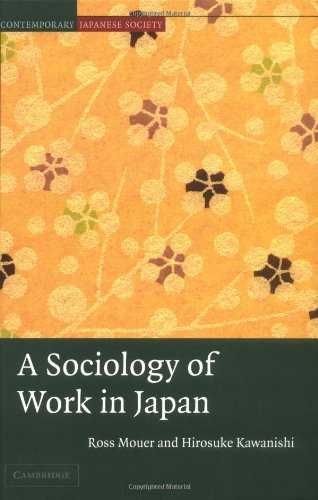 CONTEMPORARY JAPANESE SOCIETY
A Sociology of
Work in Japan
Ross Mouer and Hirosuke Kawanishi
CAMBRIDGE